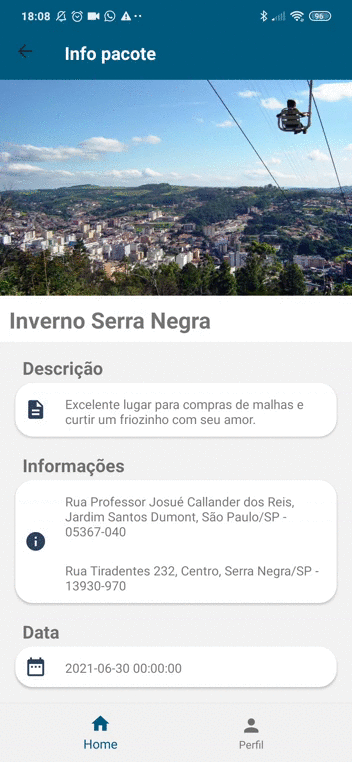 18:08
96
Info pacote
Inverno Serra Negra
Descrição
Excelente lugar para compras de malhas e
curtir um friozinho com seu amor.
Informações
Rua Professor Josué Callander dos Reis,
Jardim Santos Dumont, São Paulo/SP -
05367-040
Rua Tiradentes 232, Centro, Serra Negra/SP -
13930-970
Data
2021-06-30 00:00:00
Home
Perfil